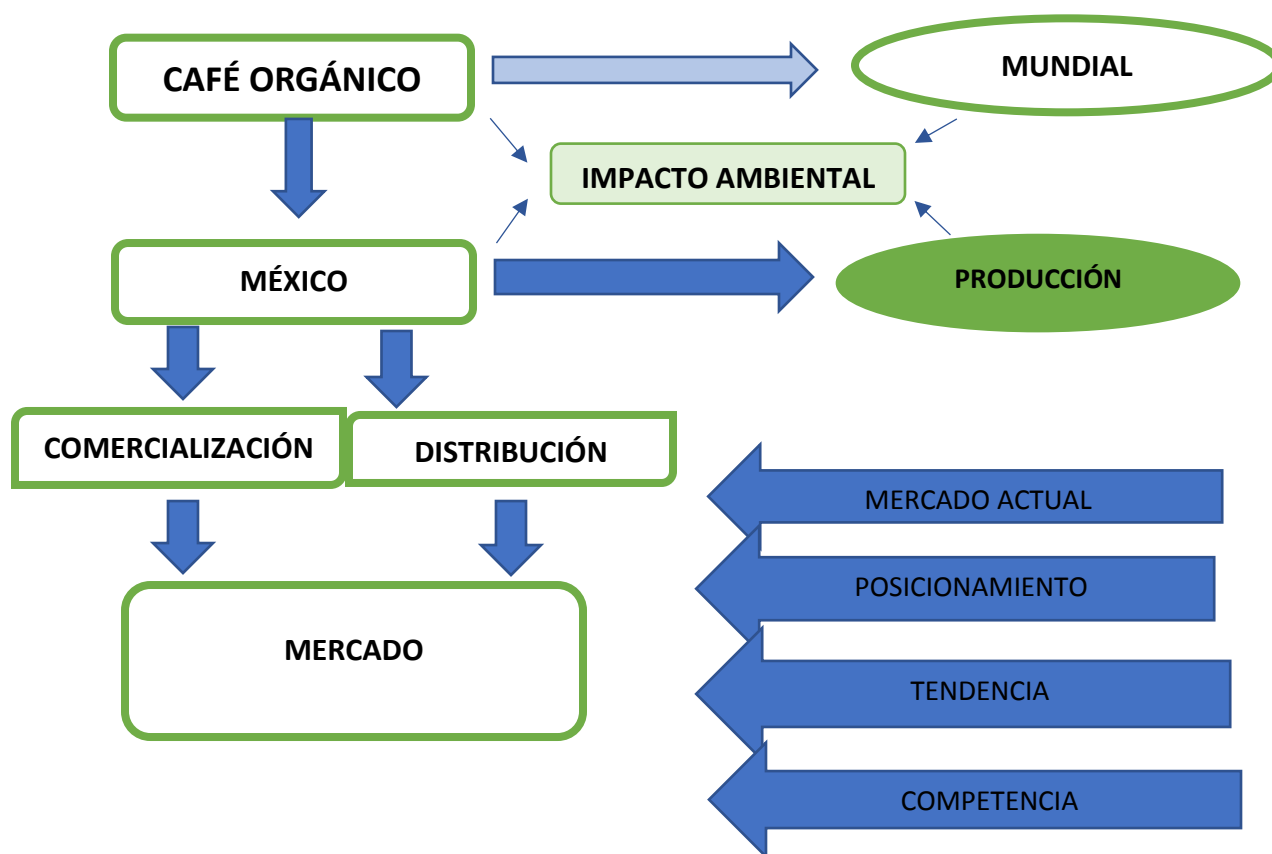 CAFÉ ORGÁNICO
MUNDIAL
IMPACTO AMBIENTAL
MÉXICO
PRODUCCIÓN
COMERCIALIZACIÓN
DISTRIBUCIÓN
MERCADO ACTUAL
POSICIONAMIENTO
MERCADO
TENDENCIA
COMPETENCIA